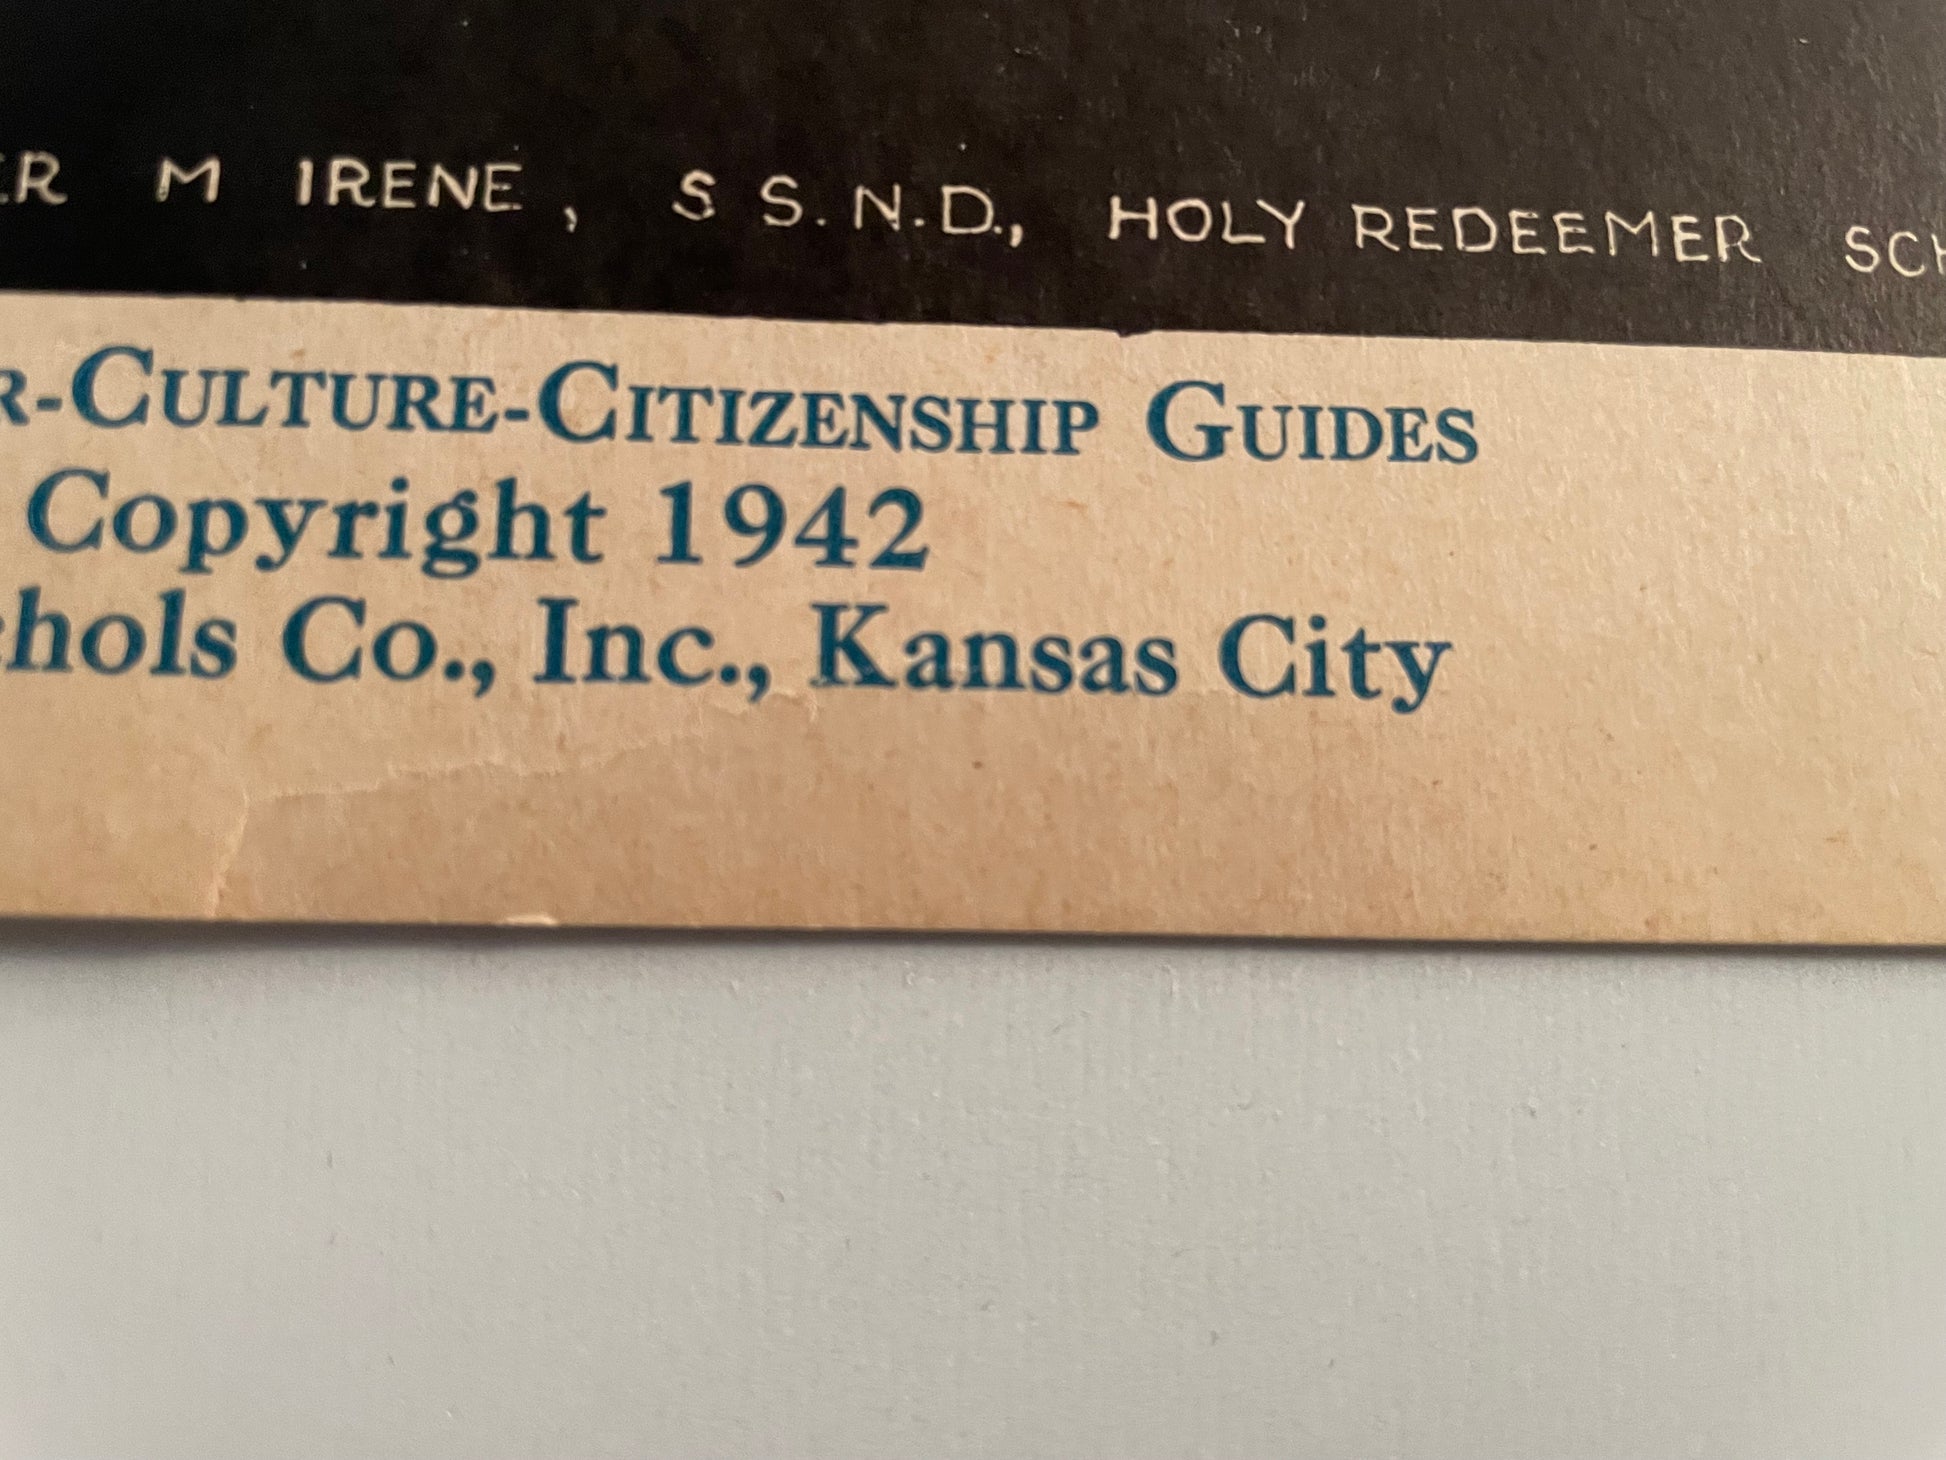 ER M IRENE, S S.N.D., HOLY REDEEMER SCH
R-CULTURE-CITIZENSHIP GUIDES
Copyright 1942
chols Co., Inc., Kansas City